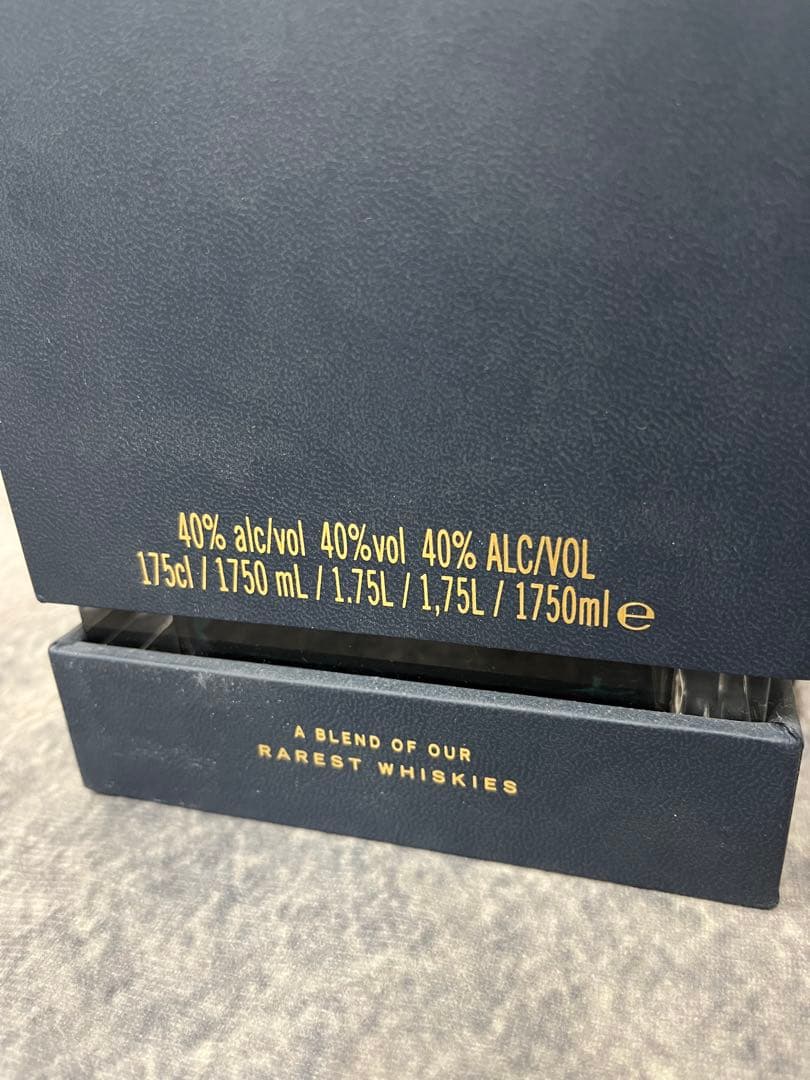 40% alc/vol 40%vol 40% ALC/VOL
175cl / 1750 mL / 1.75L / 1,75L / 1750ml e
A BLEND OF OUR
RAREST WHISKIES